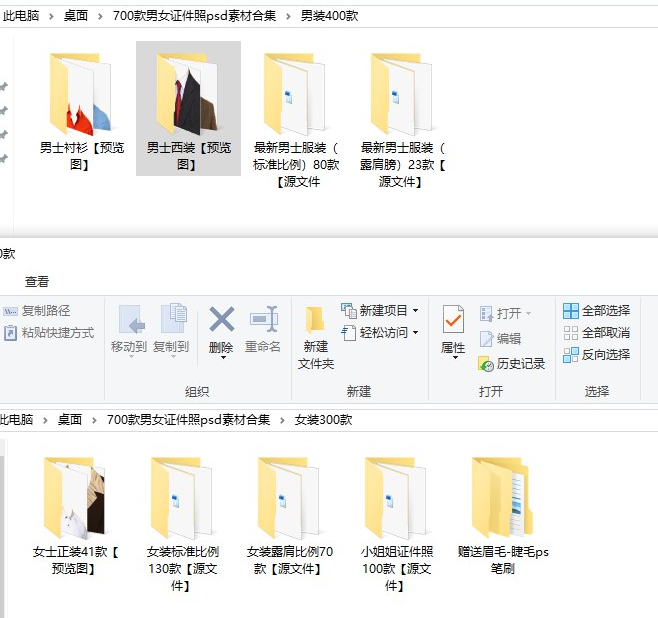 此电脑 › 桌面 › 700款男女证件照psd素材合集 › 男装400款
男士衬衫【预览
图】
男士西装【预览
图】
最新男士服装（
标准比例）80款
【源文件
最新男士服装（
露肩膀）23款【
源文件】
0款
查看
复制路径
粘贴快捷方式
移动到 复制到 删除 重命名
组织
新建
文件夹
新建项目
轻松访问
新建
属性
打开
编辑
历史记录
打开
全部选择
全部取消
反向选择
选择
此电脑 › 桌面 › 700款男女证件照psd素材合集 › 女装300款
女士正装41款【
预览图】
女装标准比例
130款【源文
件】
女装露肩比例70
款【源文件】
小姐姐证件照
100款【源文
件】
赠送眉毛-睫毛ps
笔刷